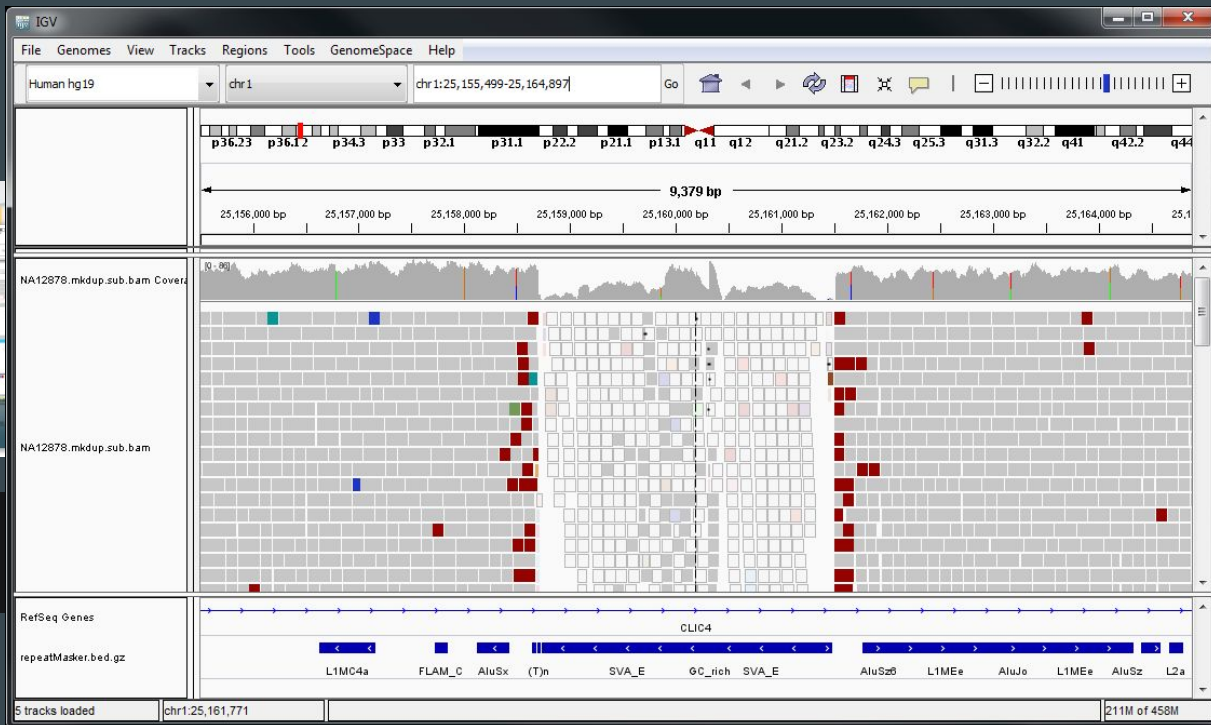 IGV
File Genomes View Tracks Regions Tools GenomeSpace Help
Human hg19 chr1 chr1:25,155,499-25,164,897 Go
p36.23 p36.12 p34.3 p33 p32.1 p31.1 p22.2 p21.1 p13.1 q11 q12 q21.2 q23.2 q24.3 q25.3 q31.3 q32.2 q41 q42.2 q44
9,379 bp
25,156,000 bp 25,157,000 bp 25,158,000 bp 25,159,000 bp 25,160,000 bp 25,161,000 bp 25,162,000 bp 25,163,000 bp 25,164,000 bp 25,1
NA12878.mkdup.sub.bam Covera
NA12878.mkdup.sub.bam
RefSeq Genes
CLIC4
repeatMasker.bed.gz
L1MC4a FLAM_C AluSx (T)n SVA_E GC_rich SVA_E AluSz6 L1MEe AluJo L1MEe AluSz L2a
5 tracks loaded chr1:25,161,771 211M of 458M